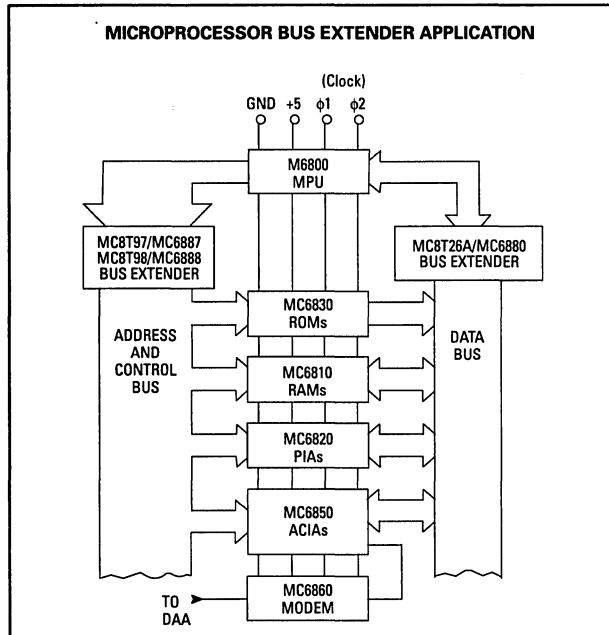 MICROPROCESSOR BUS EXTENDER APPLICATION
(Clock)
GND +5 ϕ1 ϕ2
M6800
MPU
MC8T97/MC6887
MC8T98/MC6888
BUS EXTENDER
MC8T26A/MC6880
BUS EXTENDER
ADDRESS
AND
CONTROL
BUS
MC6830
ROMs
DATA
BUS
MC6810
RAMs
MC6820
PIAs
MC6850
ACIAs
MC6860
MODEM
TO
DAA